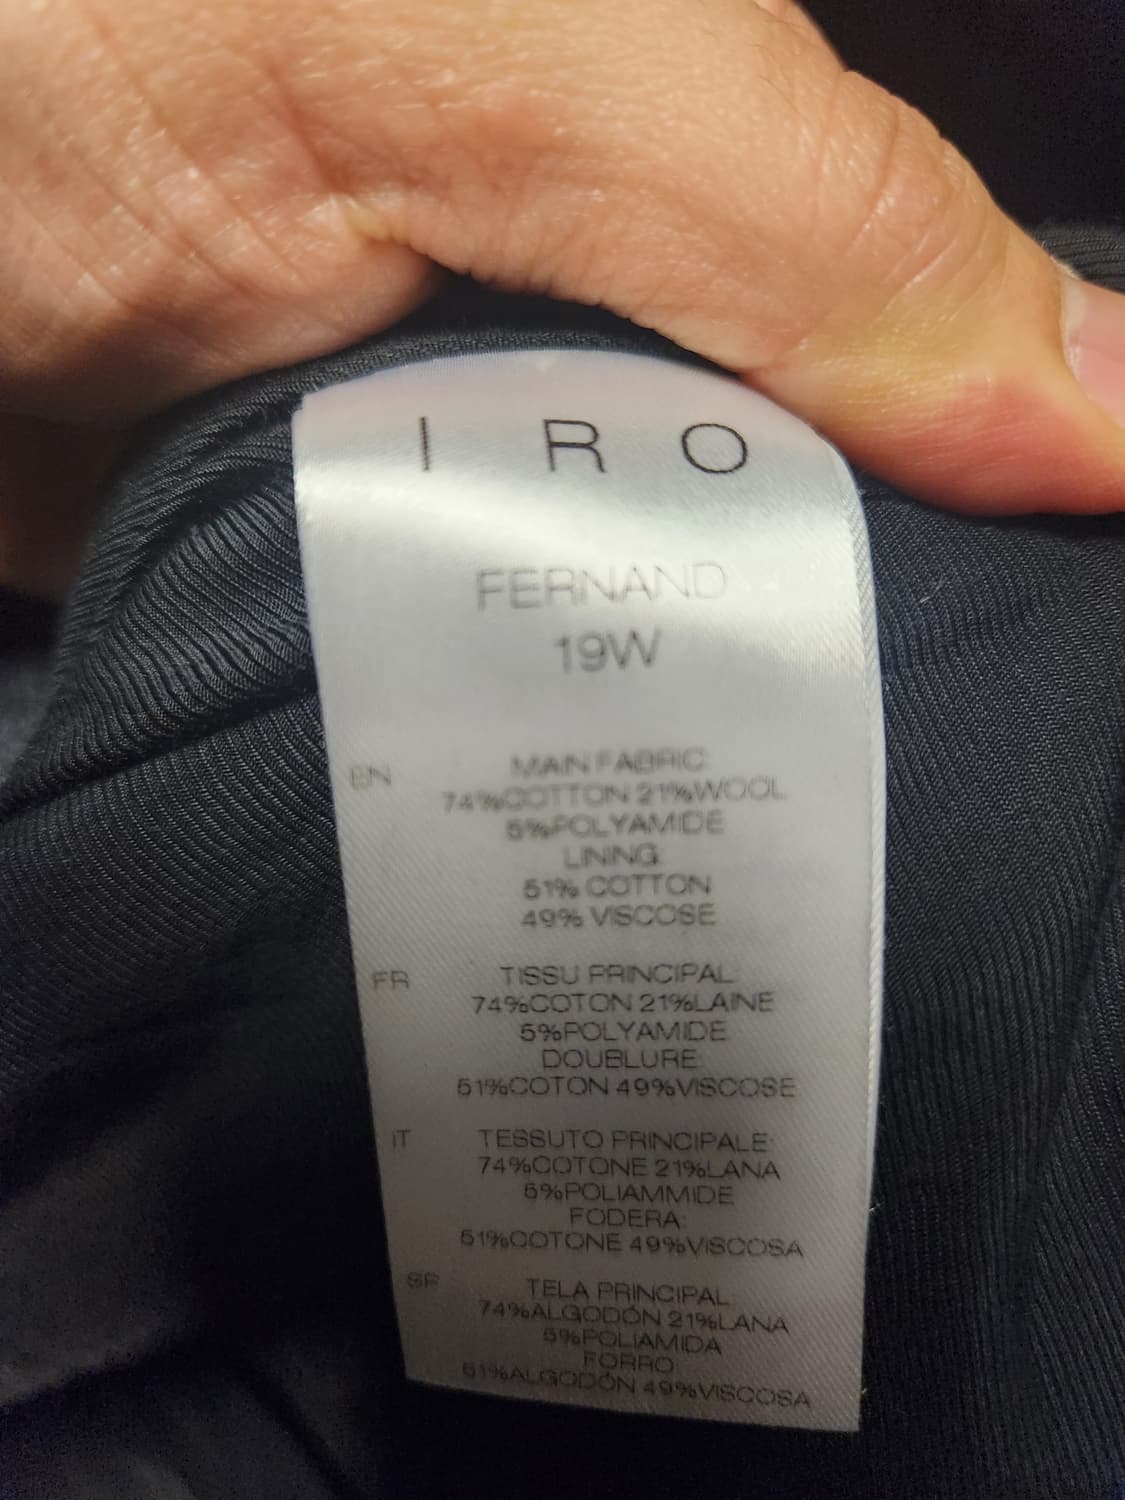 I R O
FERNAND
19W
EN
MAIN FABRIC:
74%COTTON 21%WOOL
5%POLYAMIDE
LINING:
51% COTTON
49% VISCOSE
FR
TISSU PRINCIPAL:
74%COTON 21%LAINE
5%POLYAMIDE
DOUBLURE:
51%COTON 49%VISCOSE
IT
TESSUTO PRINCIPALE:
74%COTONE 21%LANA
5%POLIAMMIDE
FODERA:
51%COTONE 49%VISCOSA
SP
TELA PRINCIPAL:
74%ALGODÓN 21%LANA
5%POLIAMIDA
FORRO:
51%ALGODÓN 49%VISCOSA